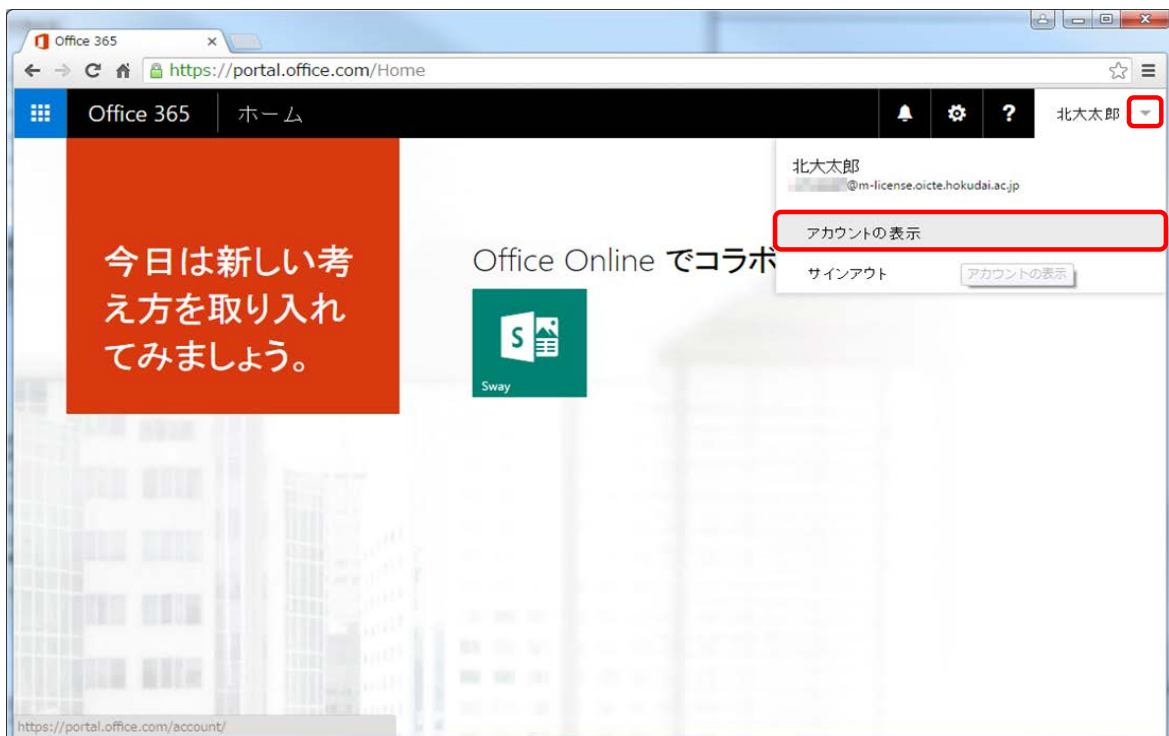 Office 365
https://portal.office.com/Home
Office 365 ホーム ? 北大太郎
北大太郎
@m-license.oicte.hokudai.ac.jp
アカウントの表示
サインアウト
アカウントの表示
今日は新しい考
え方を取り入れ
てみましょう。
Office Online でコラボ
S
Sway
https://portal.office.com/account/